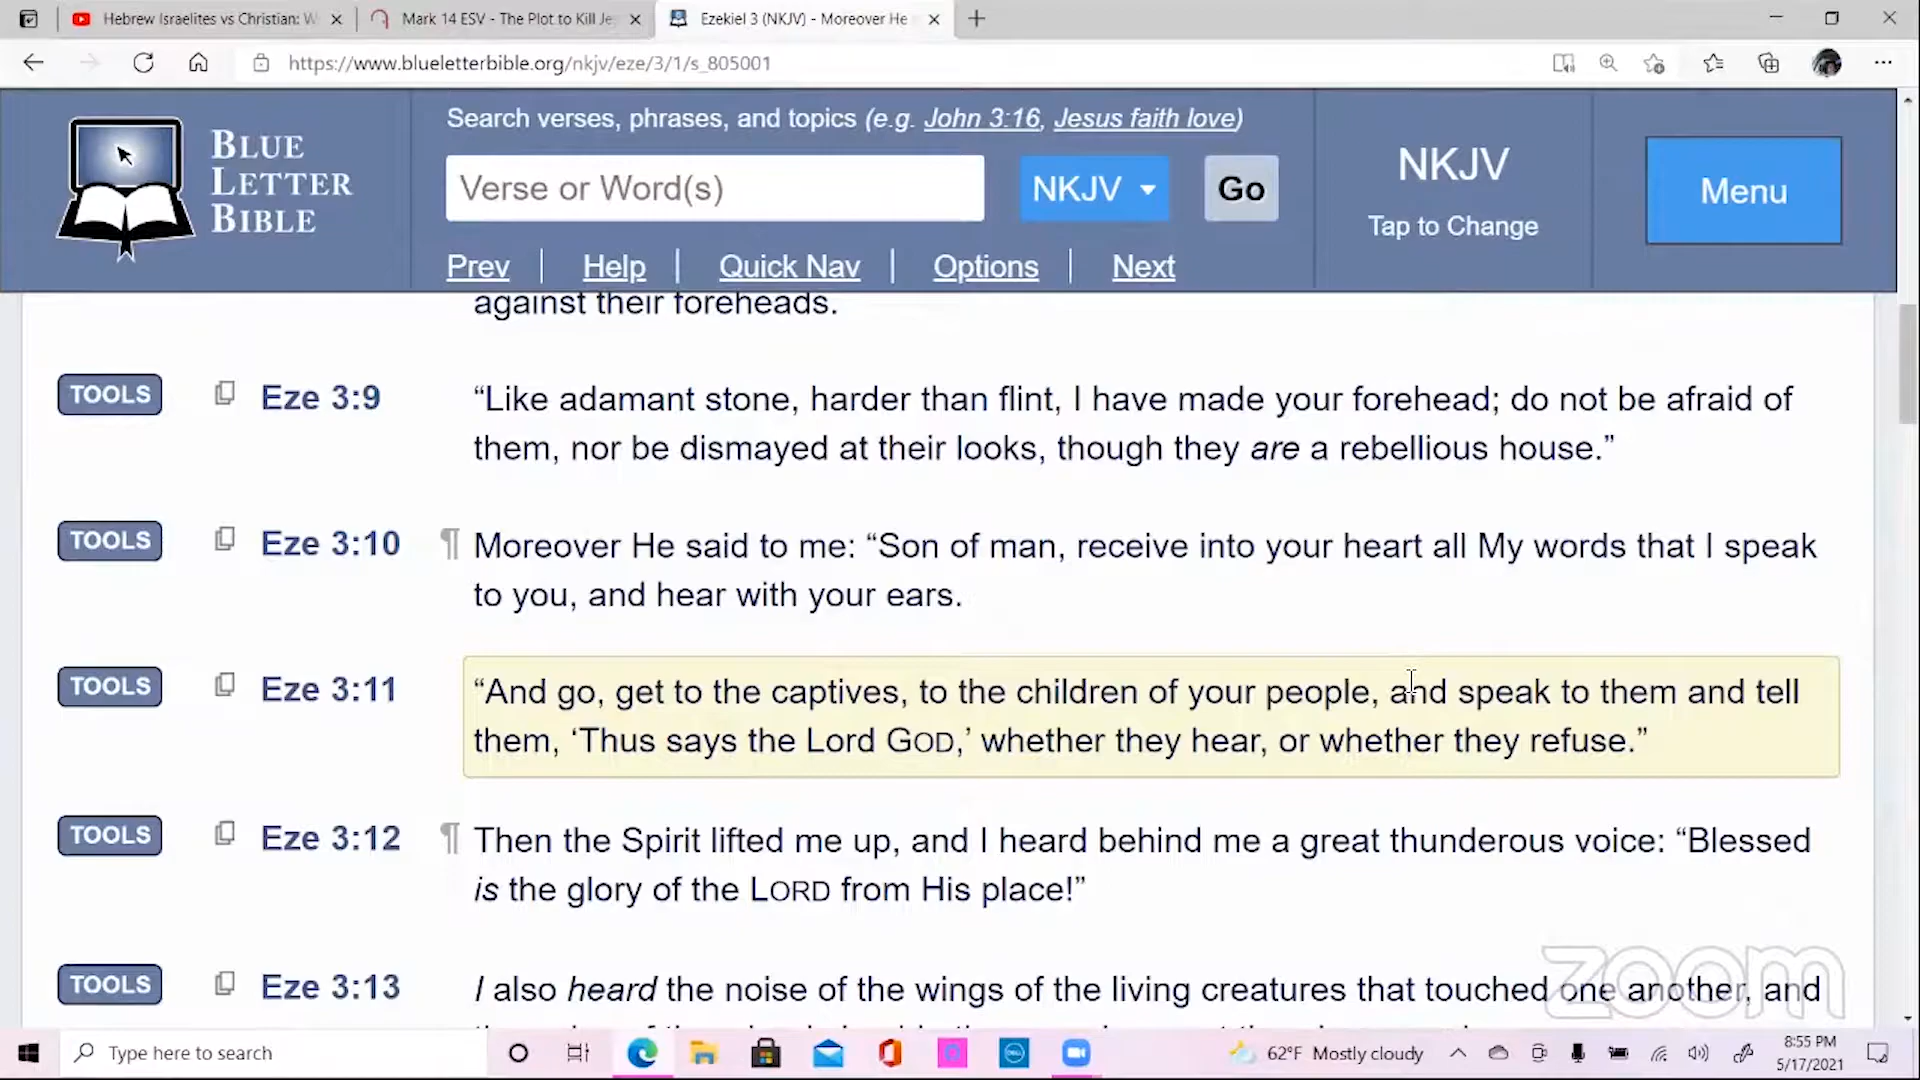 Hebrew Israelites vs Christian: W
Mark 14 ESV - The Plot to Kill Je
Ezekiel 3 (NKJV) - Moreover He
https://www.blueletterbible.org/nkjv/eze/3/1/s_805001
BLUE
LETTER
BIBLE
Search verses, phrases, and topics (e.g. John 3:16, Jesus faith love)
Verse or Word(s)
NKJV
Go
Prev
Help
Quick Nav
Options
Next
NKJV
Tap to Change
Menu
against their foreheads.
TOOLS
Eze 3:9
“Like adamant stone, harder than flint, I have made your forehead; do not be afraid of
them, nor be dismayed at their looks, though they are a rebellious house.”
TOOLS
Eze 3:10
¶ Moreover He said to me: “Son of man, receive into your heart all My words that I speak
to you, and hear with your ears.
TOOLS
Eze 3:11
“And go, get to the captives, to the children of your people, and speak to them and tell
them, ‘Thus says the Lord GOD,’ whether they hear, or whether they refuse.”
TOOLS
Eze 3:12
¶ Then the Spirit lifted me up, and I heard behind me a great thunderous voice: “Blessed
is the glory of the LORD from His place!”
TOOLS
Eze 3:13
I also heard the noise of the wings of the living creatures that touched one another, and
zoom
Type here to search
62°F Mostly cloudy
8:55 PM
5/17/2021